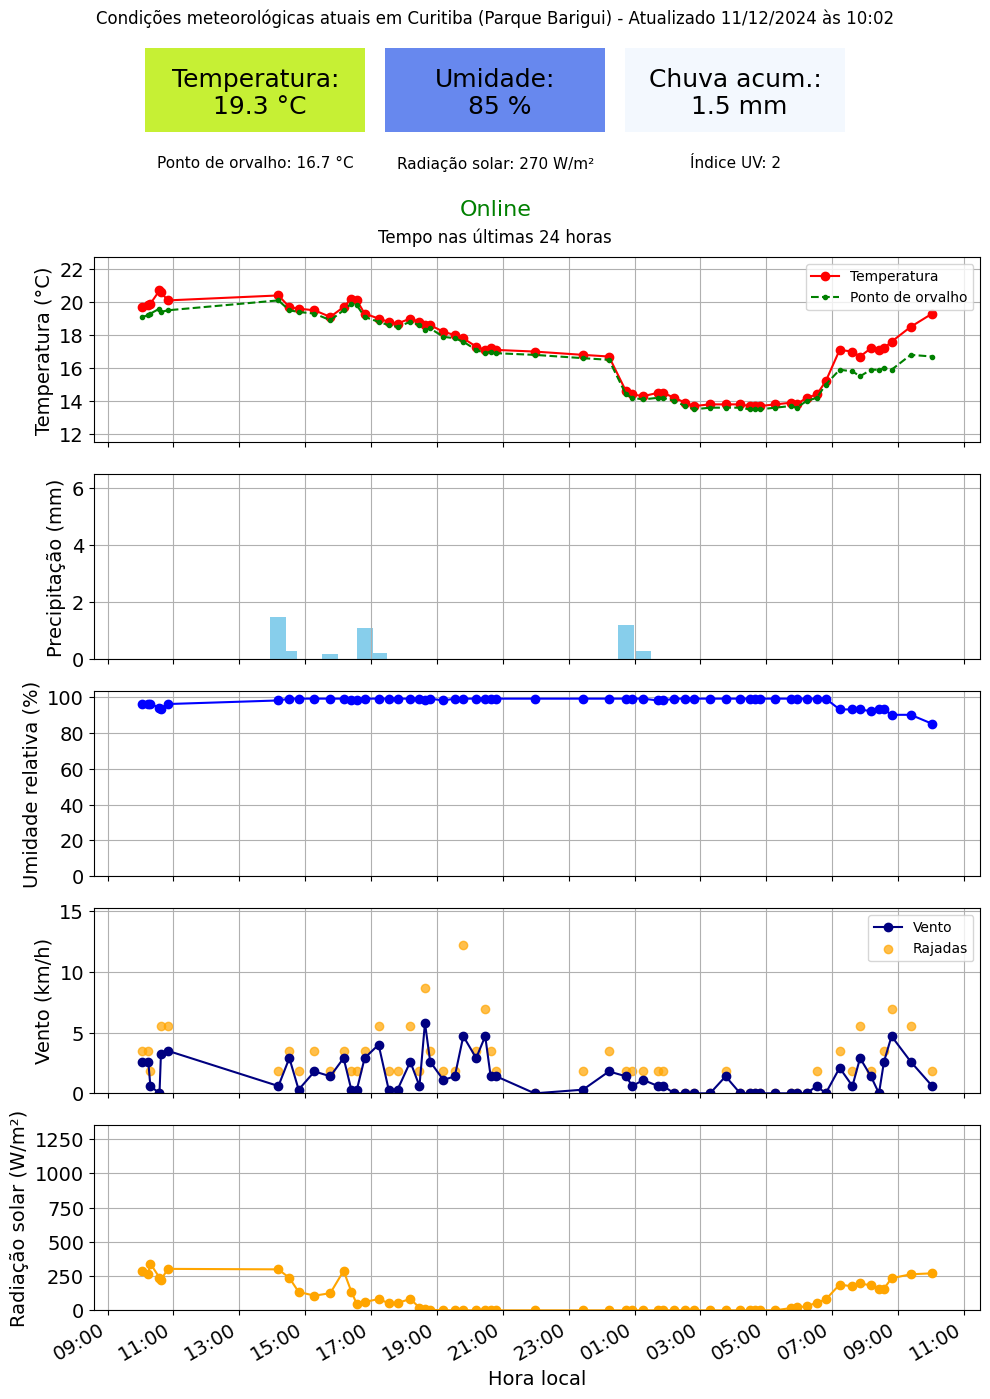 Condições meteorológicas atuais em Curitiba (Parque Barigui) - Atualizado 11/12/2024 às 10:02
Temperatura:
19.3 °C
Umidade:
85 %
Chuva acum.:
1.5 mm
Ponto de orvalho: 16.7 °C
Radiação solar: 270 W/m²
Índice UV: 2
Online
Tempo nas últimas 24 horas
Temperatura (°C)
22
20
18
16
14
12
Temperatura
Ponto de orvalho
Precipitação (mm)
6
4
2
0
Umidade relativa (%)
100
80
60
40
20
0
Vento (km/h)
15
10
5
0
Vento
Rajadas
Radiação solar (W/m²)
1250
1000
750
500
250
0
09:00
11:00
13:00
15:00
17:00
19:00
21:00
23:00
01:00
03:00
05:00
07:00
09:00
11:00
Hora local